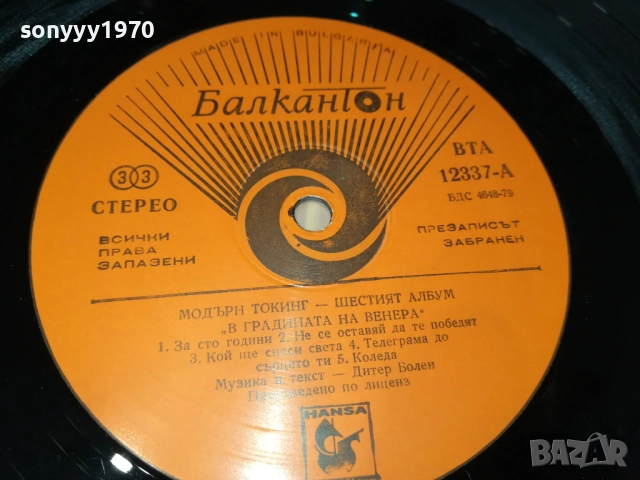 sonyyy1970
MADE IN BULGARIA
Балкантон
33
СТЕРЕО
ВТА
12337-А
БДС 4648-79
ВСИЧКИ
ПРАВА
ЗАПАЗЕНИ
ПРЕЗАПИСЪТ
ЗАБРАНЕН
МОДЪРН ТОКИНГ — ШЕСТИЯТ АЛБУМ
„В ГРАДИНАТА НА ВЕНЕРА“
1. За сто години 2. Не се оставяй да те победят
3. Кой ще спаси света 4. Телеграма до
сърцето ти 5. Коледа
Музика и текст — Дитер Болен
Произведено по лиценз
HANSA
BAZAR
bg